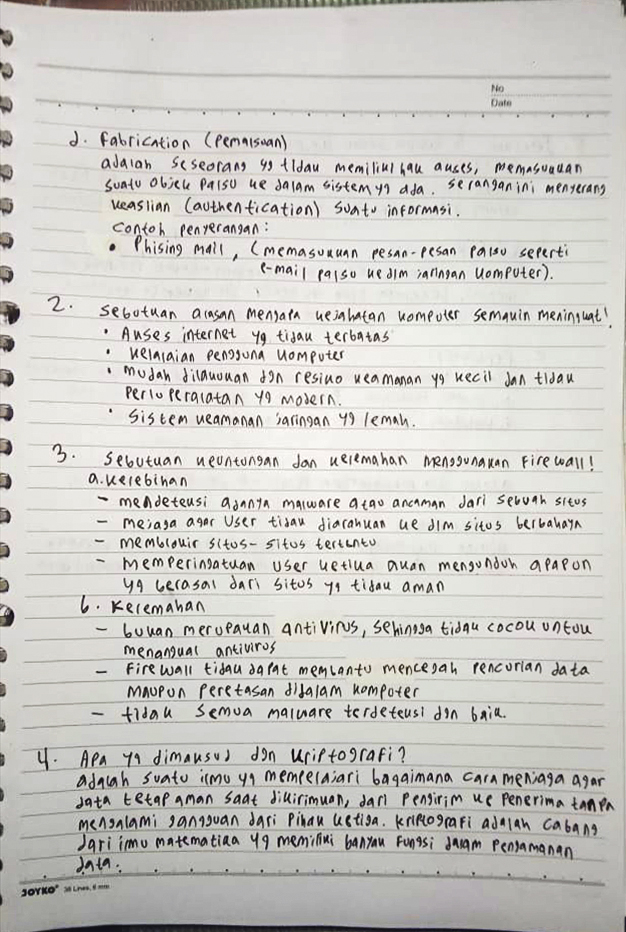 No
Date
d. Fabrication (Pemalsuan)
adalah seseorang yg tidak memiliki hak akses, memasukkan
suatu objek palsu ke dalam sistem yg ada. Serangan ini menyerang
keaslian (authentication) suatu informasi.
Contoh penyerangan:
• Phising mail, (memasukkan pesan-pesan palsu seperti
e-mail palsu ke dlm jaringan komputer).
2. Sebutkan alasan mengapa kejahatan komputer semakin meningkat!
• Akses internet yg tidak terbatas
• Kelalaian pengguna komputer
• Mudah dilakukan dgn resiko keamanan yg kecil dan tidak
perlu peralatan yg modern.
• Sistem keamanan jaringan yg lemah.
3. Sebutkan keuntungan dan kelemahan menggunakan Firewall!
a. Kelebihan
- mendeteksi adanya malware atau ancaman dari sebuah situs
- mejaga agar User tidak diarahkan ke dlm situs berbahaya
- memblokir situs-situs tertentu
- Memperingatkan user ketika akan mengunduh apapun
yg berasal dari situs yg tidak aman
b. Kelemahan
- bukan merupakan antivirus, sehingga tidak cocok untuk
menangkal antivirus
- Firewall tidak dapat membantu mencegah pencurian data
maupun peretasan didalam komputer
- tidak semua malware terdeteksi dgn baik.
4. Apa yg dimaksud dgn kriptografi?
adalah suatu ilmu yg mempelajari bagaimana cara menjaga agar
data tetap aman saat dikirimkan, dari pengirim ke penerima tanpa
mengalami gangguan dari pihak ketiga. Kriptografi adalah cabang
dari ilmu matematika yg memiliki banyak fungsi dalam pengamanan
data.
JOYKO® 36 Lines, 6 mm